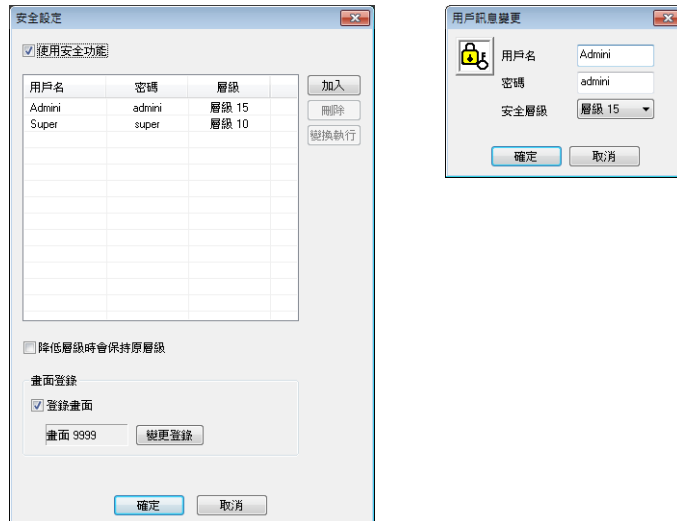 安全設定
使用安全功能
用戶名 密碼 層級
Admini admini 層級 15
Super super 層級 10
加入
刪除
變換執行
降低層級時會保持原層級
畫面登錄
登錄畫面
畫面 9999 變更登錄
確定 取消
用戶訊息變更
用戶名 Admini
密碼 admini
安全層級 層級 15
確定 取消